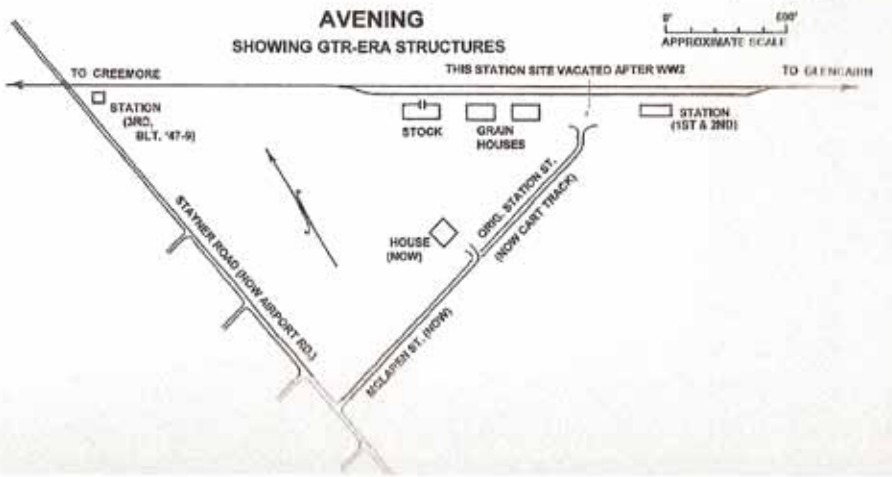 AVENING
SHOWING GTR-ERA STRUCTURES
0' 600'
APPROXIMATE SCALE
TO CREEMORE
THIS STATION SITE VACATED AFTER WW2
TO GLENCAIRN
STATION
(3RD,
BLT. '47-9)
STOCK
GRAIN
HOUSES
STATION
(1ST & 2ND)
ORIG. STATION ST.
(NOW CART TRACK)
HOUSE
(NOW)
STAYNER ROAD (NOW AIRPORT RD.)
MCLAREN ST. (NOW)